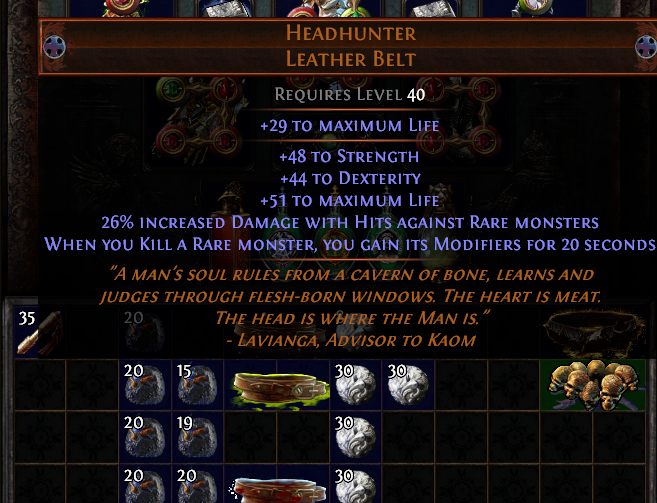 Headhunter
Leather Belt
Requires Level 40
+29 to maximum Life
+48 to Strength
+44 to Dexterity
+51 to maximum Life
26% increased Damage with Hits against Rare monsters
When you Kill a Rare monster, you gain its Modifiers for 20 seconds
"A man's soul rules from a cavern of bone, learns and
judges through flesh-born windows. The heart is meat.
The head is where the Man is."
- Lavianga, Advisor to Kaom
35 20
20 15 30 30
20 19 30
20 20 30